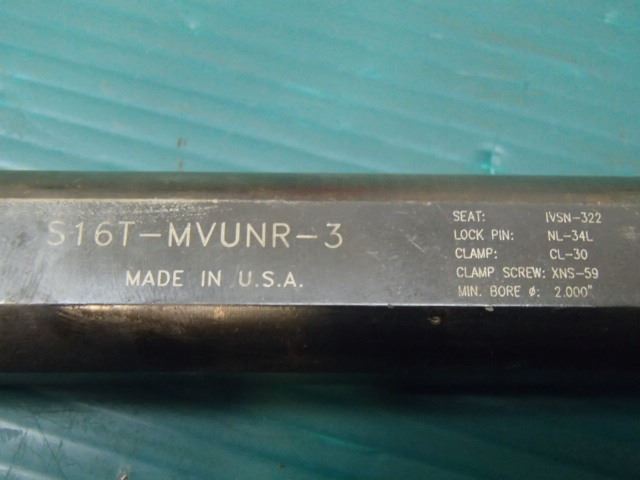 S16T-MVUNR-3
MADE IN U.S.A.
SEAT: IVSN-322
LOCK PIN: NL-34L
CLAMP: CL-30
CLAMP SCREW: XNS-59
MIN. BORE ø: 2.000"